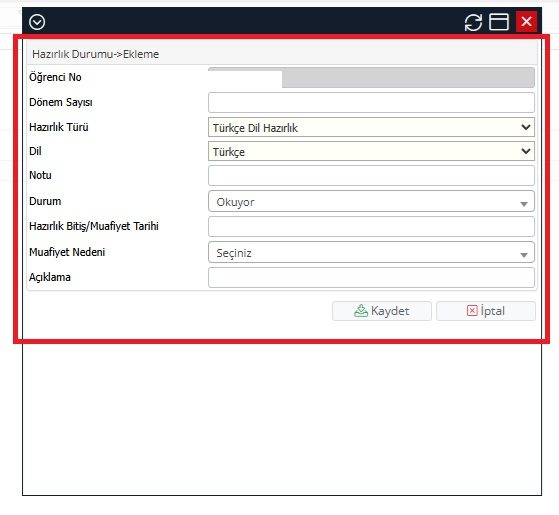 Hazırlık Durumu->Ekleme
Öğrenci No
Dönem Sayısı
Hazırlık Türü Türkçe Dil Hazırlık
Dil Türkçe
Notu
Durum Okuyor
Hazırlık Bitiş/Muafiyet Tarihi
Muafiyet Nedeni Seçiniz
Açıklama
Kaydet İptal